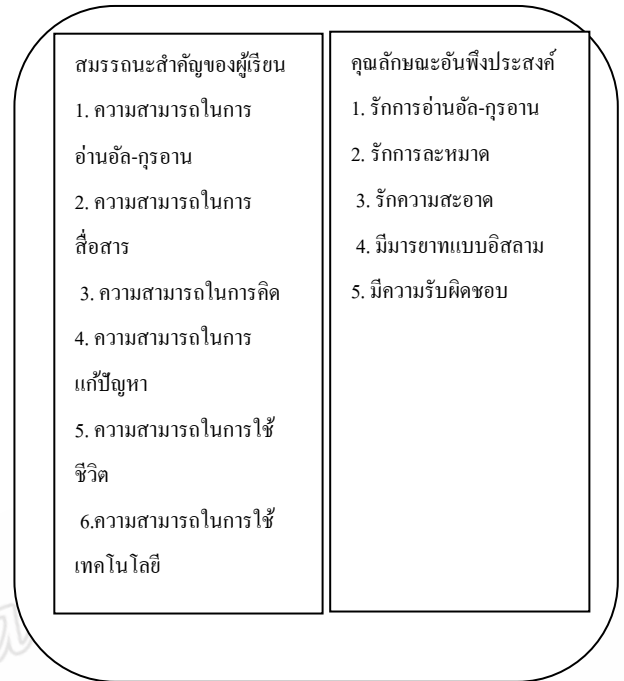 สมรรถนะสำคัญของผู้เรียน
1. ความสามารถในการ
อ่านอัล-กุรอาน
2. ความสามารถในการ
สื่อสาร
3. ความสามารถในการคิด
4. ความสามารถในการ
แก้ปัญหา
5. ความสามารถในการใช้
ชีวิต
6.ความสามารถในการใช้
เทคโนโลยี
คุณลักษณะอันพึงประสงค์
1. รักการอ่านอัล-กุรอาน
2. รักการละหมาด
3. รักความสะอาด
4. มีมารยาทแบบอิสลาม
5. มีความรับผิดชอบ